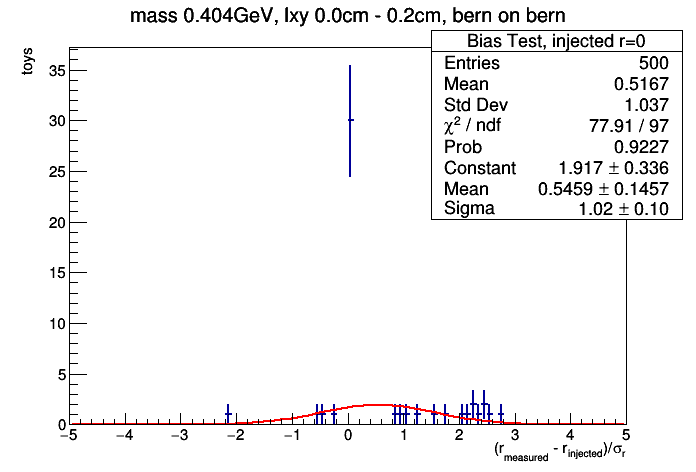 mass 0.404GeV, lxy 0.0cm - 0.2cm, bern on bern
Bias Test, injected r=0
Entries 500
Mean 0.5167
Std Dev 1.037
χ² / ndf 77.91 / 97
Prob 0.9227
Constant 1.917 ± 0.336
Mean 0.5459 ± 0.1457
Sigma 1.02 ± 0.10
toys
35
30
25
20
15
10
5
0
−5 −4 −3 −2 −1 0 1 2 3 4 5
(r_measured - r_injected)/σ_r